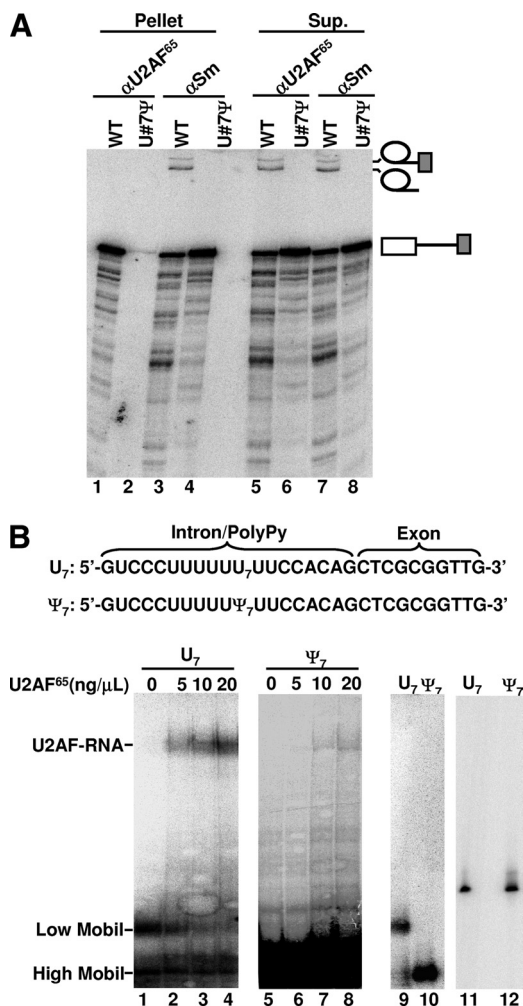 A
Pellet
Sup.
αU2AF⁶⁵
αSm
αU2AF⁶⁵
αSm
WT
U#7Ψ
WT
U#7Ψ
WT
U#7Ψ
WT
U#7Ψ
1 2 3 4 5 6 7 8
B
Intron/PolyPy Exon
U₇: 5’-GUCCCUUUUUU₇UUCCACAGCUCGCGGUUG-3’
Ψ₇: 5’-GUCCCUUUUUΨ₇UUCCACAGCUCGCGGUUG-3’
U₇ Ψ₇
U2AF⁶⁵(ng/μL) 0 5 10 20 0 5 10 20 U₇ Ψ₇ U₇ Ψ₇
U2AF-RNA
Low Mobil
High Mobil
1 2 3 4 5 6 7 8 9 10 11 12